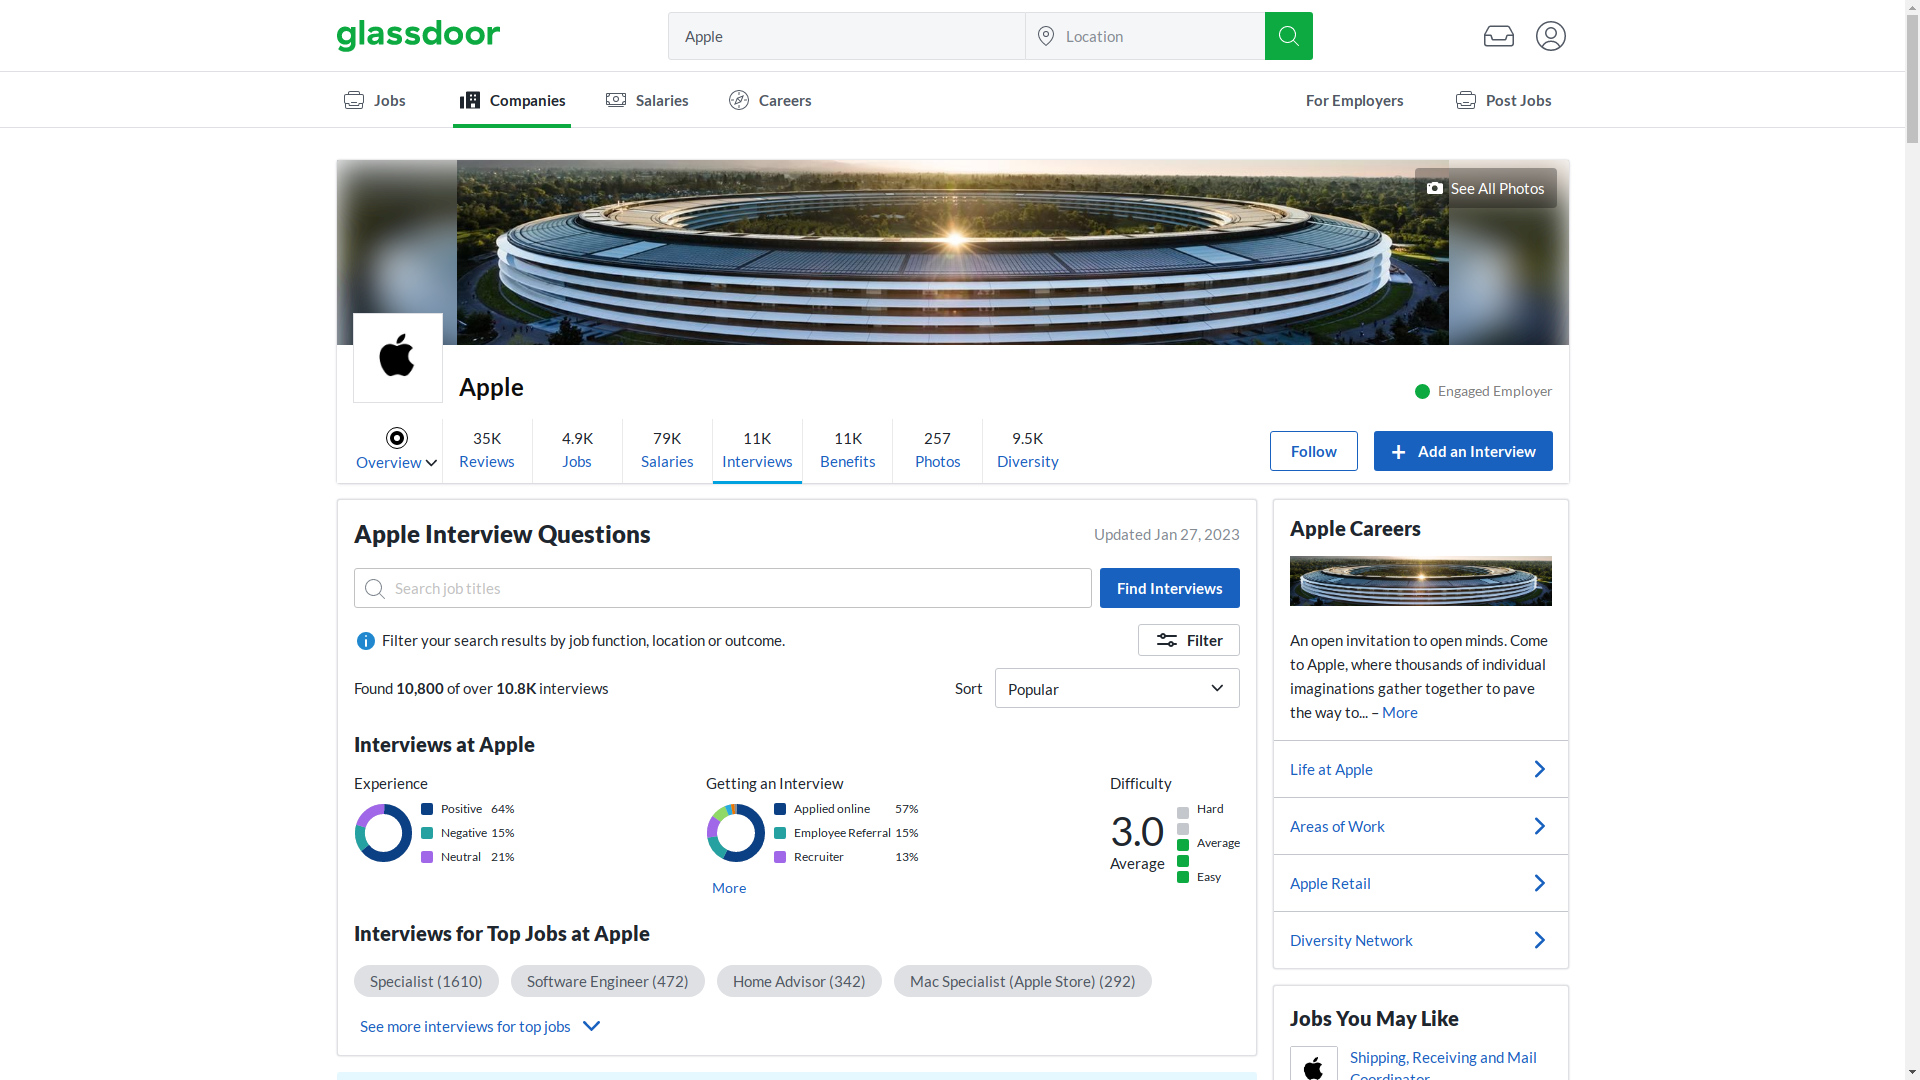 glassdoor
Apple
Location
Jobs
Companies
Salaries
Careers
For Employers
Post Jobs
See All Photos
Apple
Engaged Employer
Overview
35K
Reviews
4.9K
Jobs
79K
Salaries
11K
Interviews
11K
Benefits
257
Photos
9.5K
Diversity
Follow
Add an Interview
Apple Interview Questions
Updated Jan 27, 2023
Search job titles
Find Interviews
Filter your search results by job function, location or outcome.
Filter
Found 10,800 of over 10.8K interviews
Sort
Popular
Interviews at Apple
Experience
Positive 64%
Negative 15%
Neutral 21%
Getting an Interview
Applied online 57%
Employee Referral 15%
Recruiter 13%
More
Difficulty
3.0
Average
Hard
Average
Easy
Interviews for Top Jobs at Apple
Specialist (1610)
Software Engineer (472)
Home Advisor (342)
Mac Specialist (Apple Store) (292)
See more interviews for top jobs
Apple Careers
An open invitation to open minds. Come
to Apple, where thousands of individual
imaginations gather together to pave
the way to... – More
Life at Apple
Areas of Work
Apple Retail
Diversity Network
Jobs You May Like
Shipping, Receiving and Mail
Coordinator